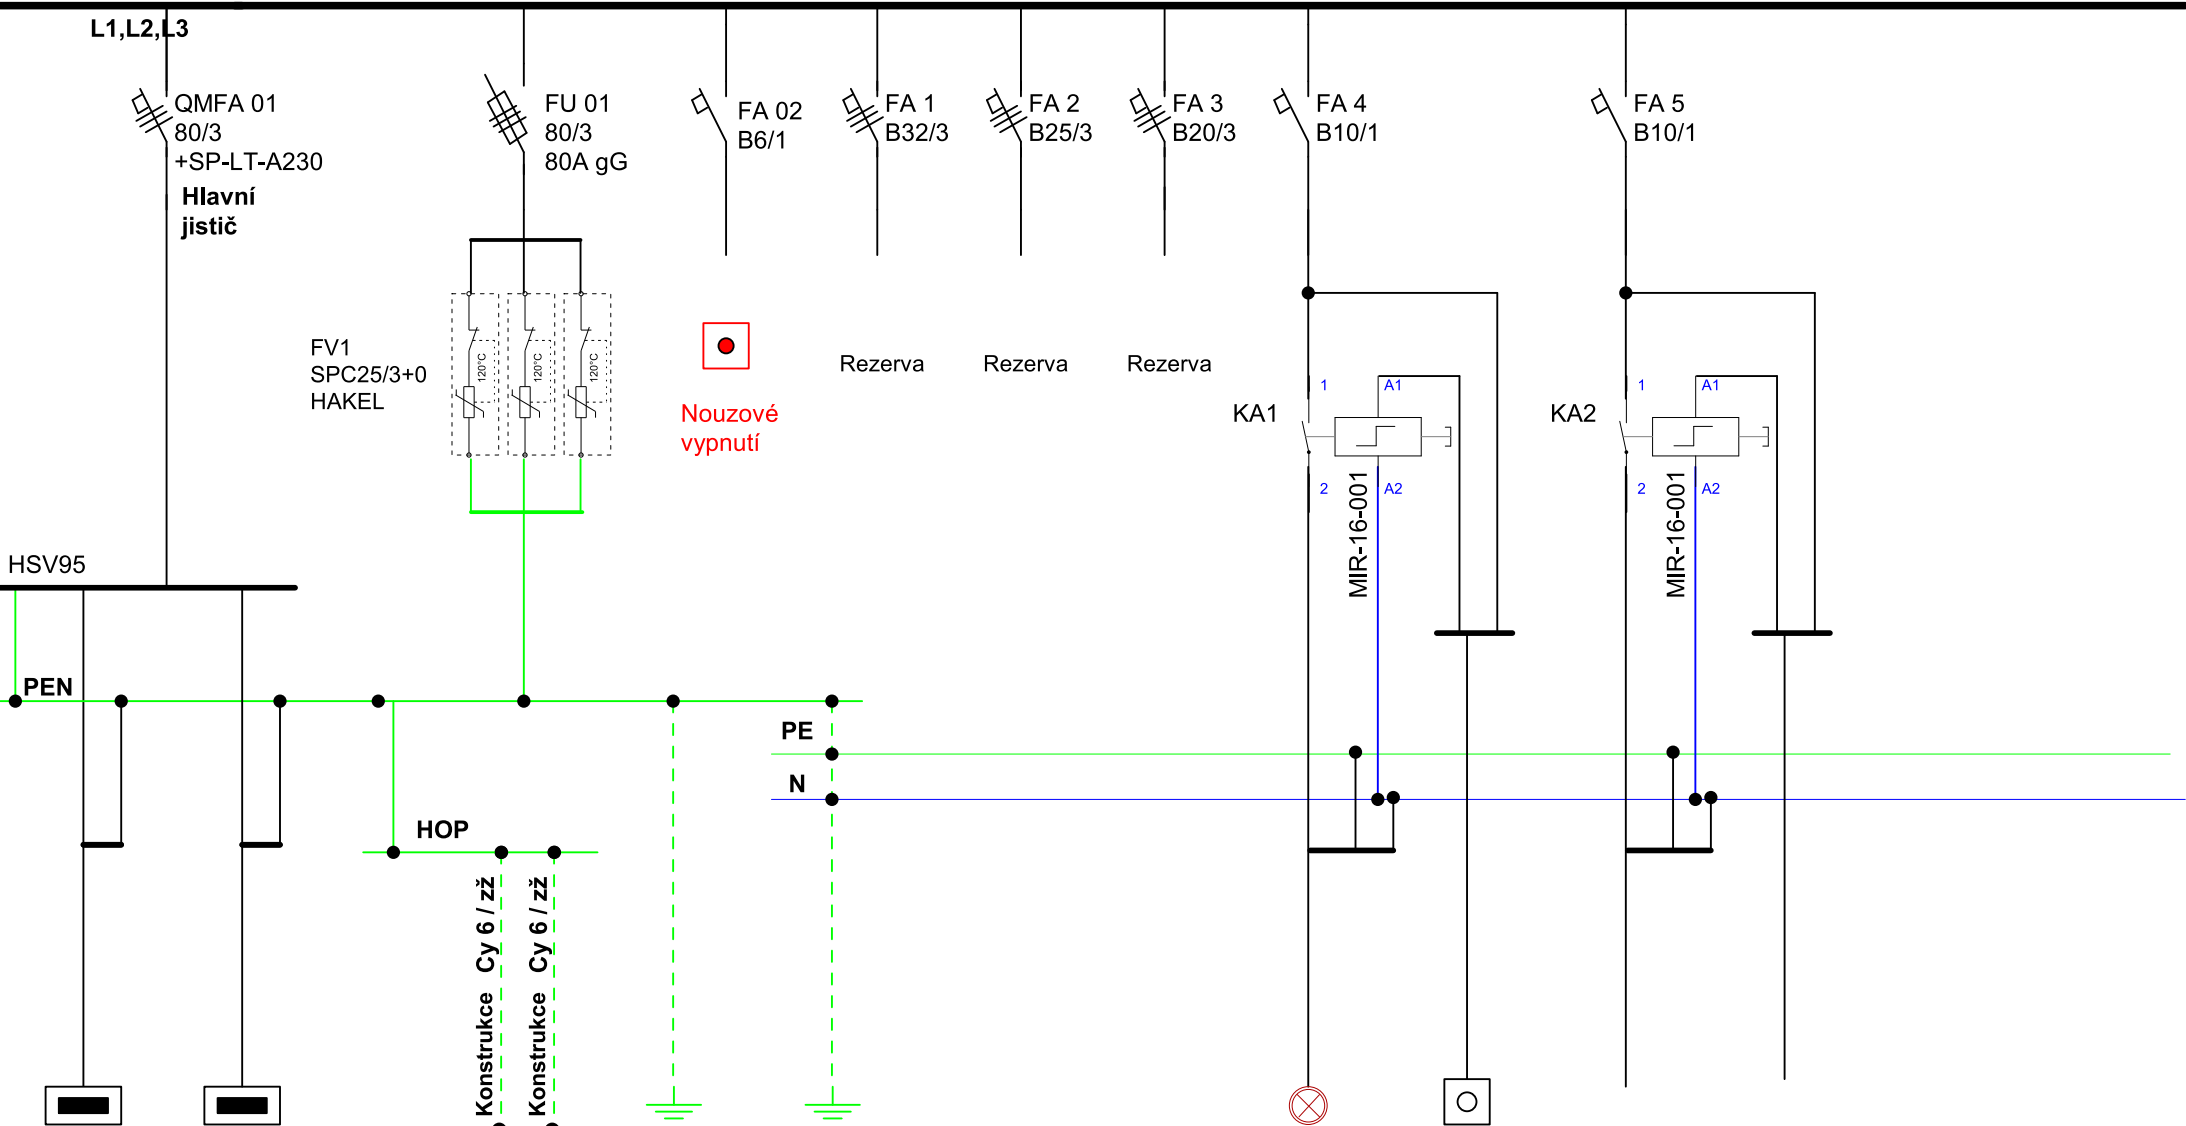 L1,L2,L3
QMFA 01
80/3
+SP-LT-A230
Hlavní
jistič
FU 01
80/3
80A gG
FA 02
B6/1
FA 1
B32/3
FA 2
B25/3
FA 3
B20/3
FA 4
B10/1
FA 5
B10/1
FV1
SPC25/3+0
HAKEL
120°C
120°C
120°C
Nouzové
vypnutí
Rezerva
Rezerva
Rezerva
KA1
1
A1
2
A2
MIR-16-001
KA2
1
A1
2
A2
MIR-16-001
HSV95
PEN
PE
N
HOP
Konstrukce Cy 6 / zž
Konstrukce Cy 6 / zž